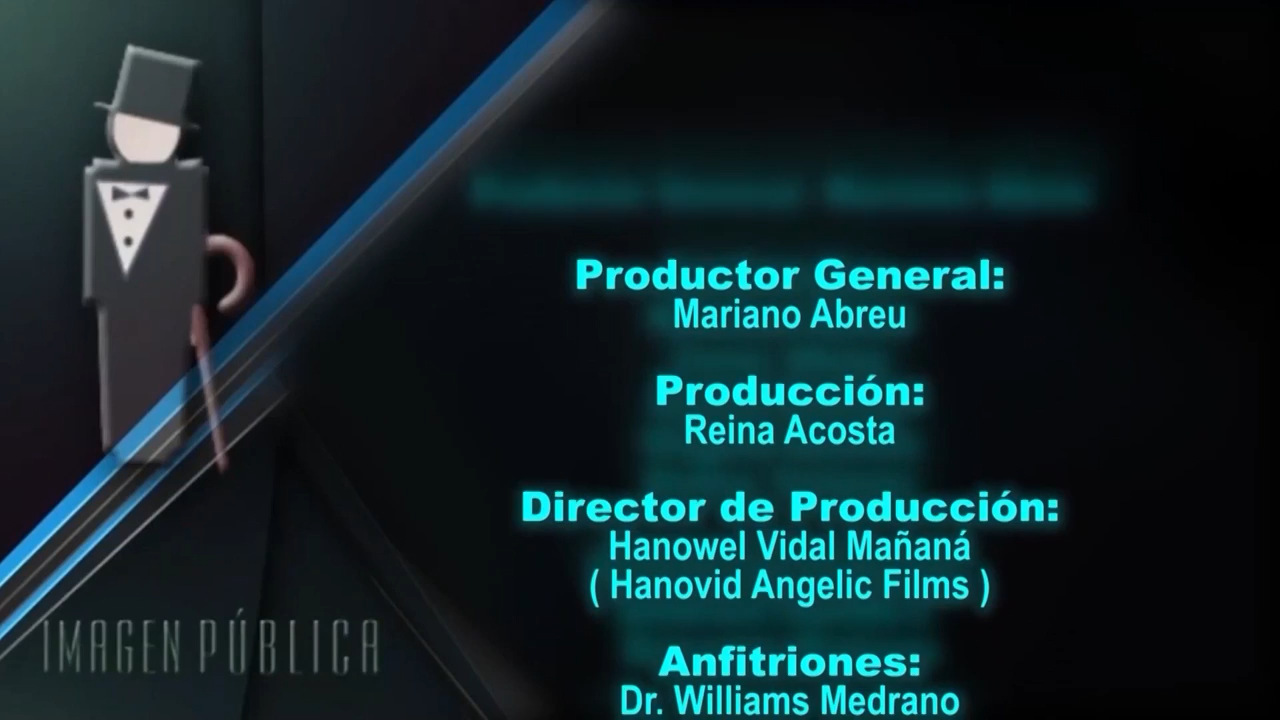 Productor General:
Mariano Abreu
Producción:
Reina Acosta
Director de Producción:
Hanowel Vidal Mañaná
( Hanovid Angelic Films )
Anfitriones:
Dr. Williams Medrano
IMAGEN PÚBLICA